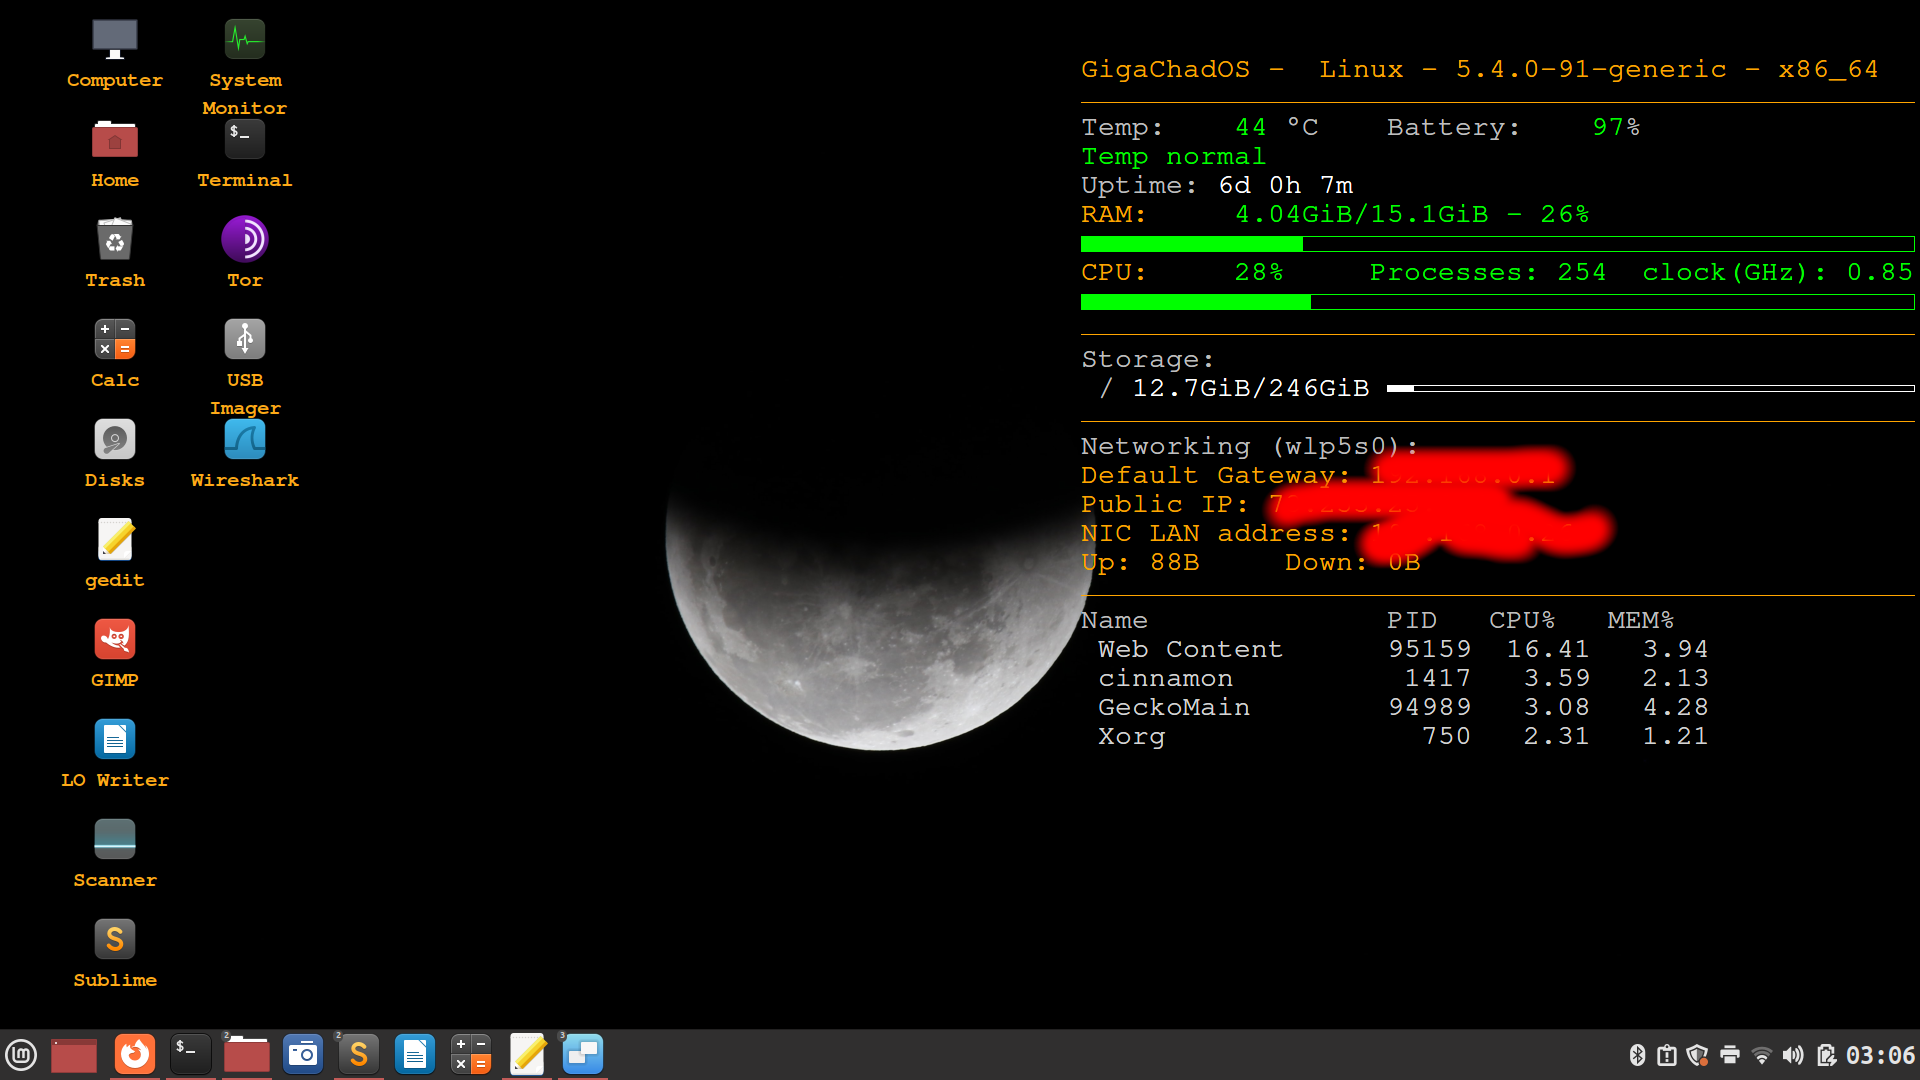 Computer
Home
Trash
Calc
Disks
gedit
GIMP
LO Writer
Scanner
S
Sublime
System
Monitor
$_
Terminal
Tor
USB
Imager
Wireshark
GigaChadOS - Linux - 5.4.0-91-generic - x86_64
Temp: 44 °C Battery: 97%
Temp normal
Uptime: 6d 0h 7m
RAM: 4.04GiB/15.1GiB - 26%
CPU: 28% Processes: 254 clock(GHz): 0.85
Storage:
/ 12.7GiB/246GiB
Networking (wlp5s0):
Default Gateway:
Public IP:
NIC LAN address:
Up: 88B Down: 0B
Name PID CPU% MEM%
Web Content 95159 16.41 3.94
cinnamon 1417 3.59 2.13
GeckoMain 94989 3.08 4.28
Xorg 750 2.31 1.21
$_ 2 2 S 3 03:06